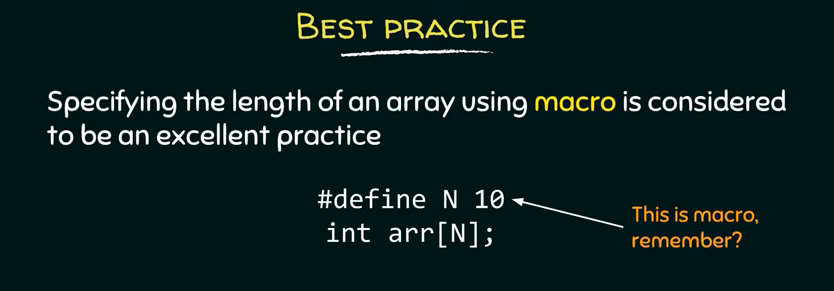 BEST PRACTICE
Specifying the length of an array using macro is considered
to be an excellent practice
#define N 10
int arr[N];
This is macro,
remember?